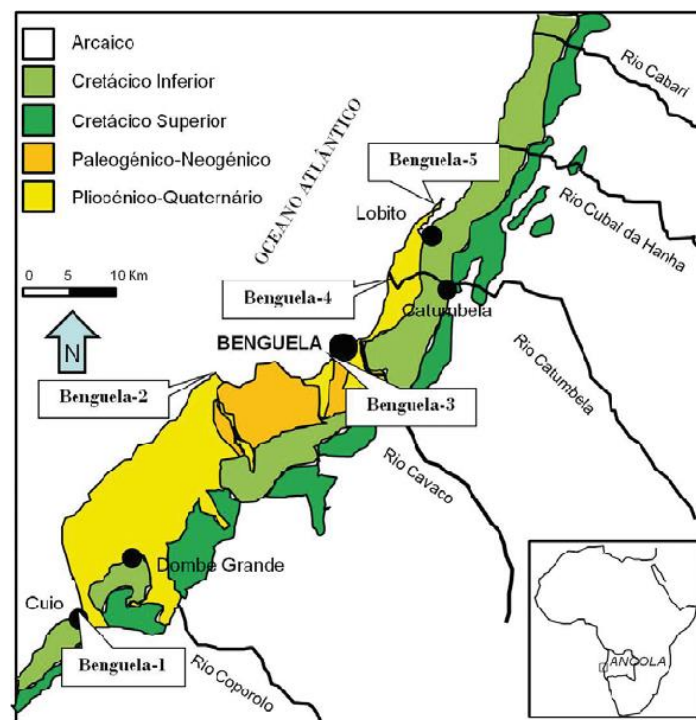 Arcaico
Cretácico Inferior
Cretácico Superior
Paleogénico-Neogénico
Pliocénico-Quaternário
0 5 10 Km
N
OCEANO ATLÂNTICO
Rio Cabarí
Benguela-5
Lobito
Rio Cubal da Hanha
Benguela-4
Catumbela
BENGUELA
Rio Catumbela
Benguela-2
Benguela-3
Rio Cavaco
Dombe Grande
Cuio
Benguela-1
Rio Coporolo
ANGOLA